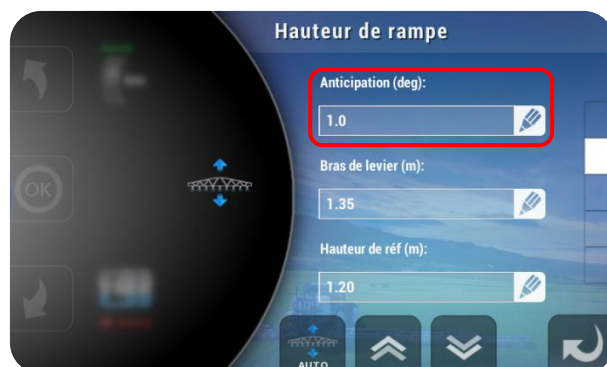 Hauteur de rampe
Anticipation (deg):
1.0
OK
Bras de levier (m):
1.35
Hauteur de réf (m):
1.20
AUTO